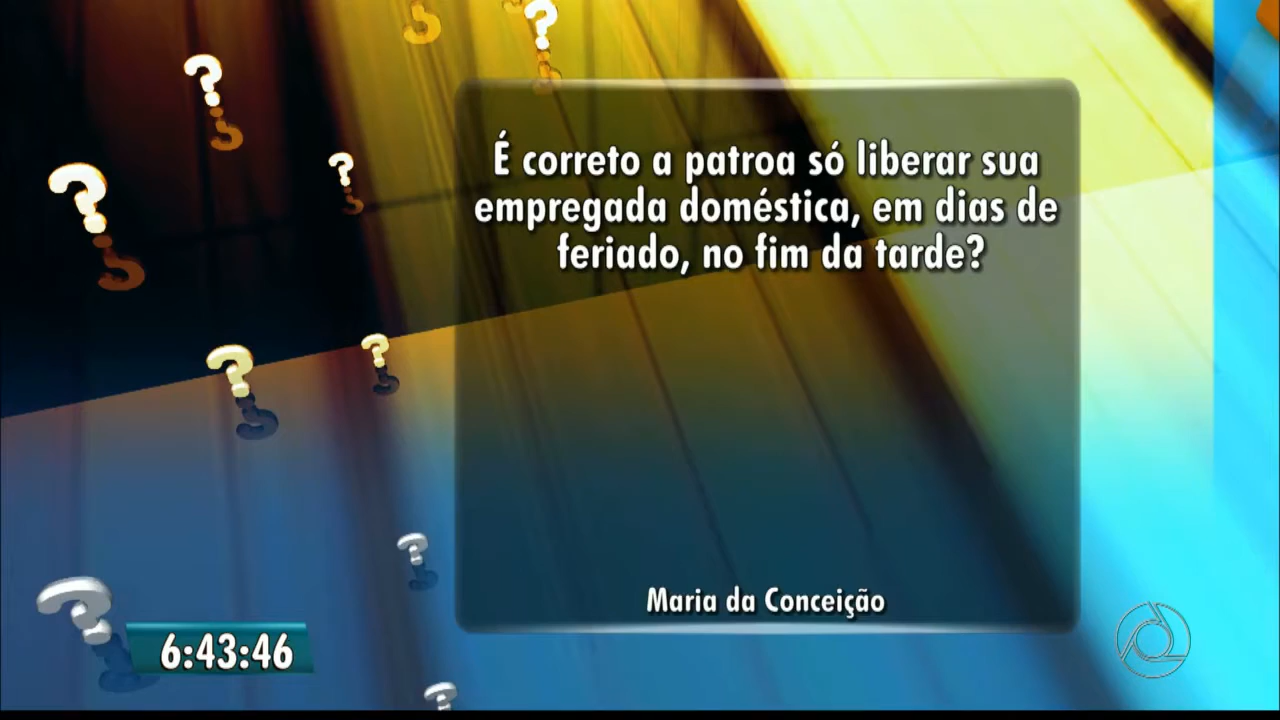 É correto a patroa só liberar sua
empregada doméstica, em dias de
feriado, no fim da tarde?
Maria da Conceição
6:43:46